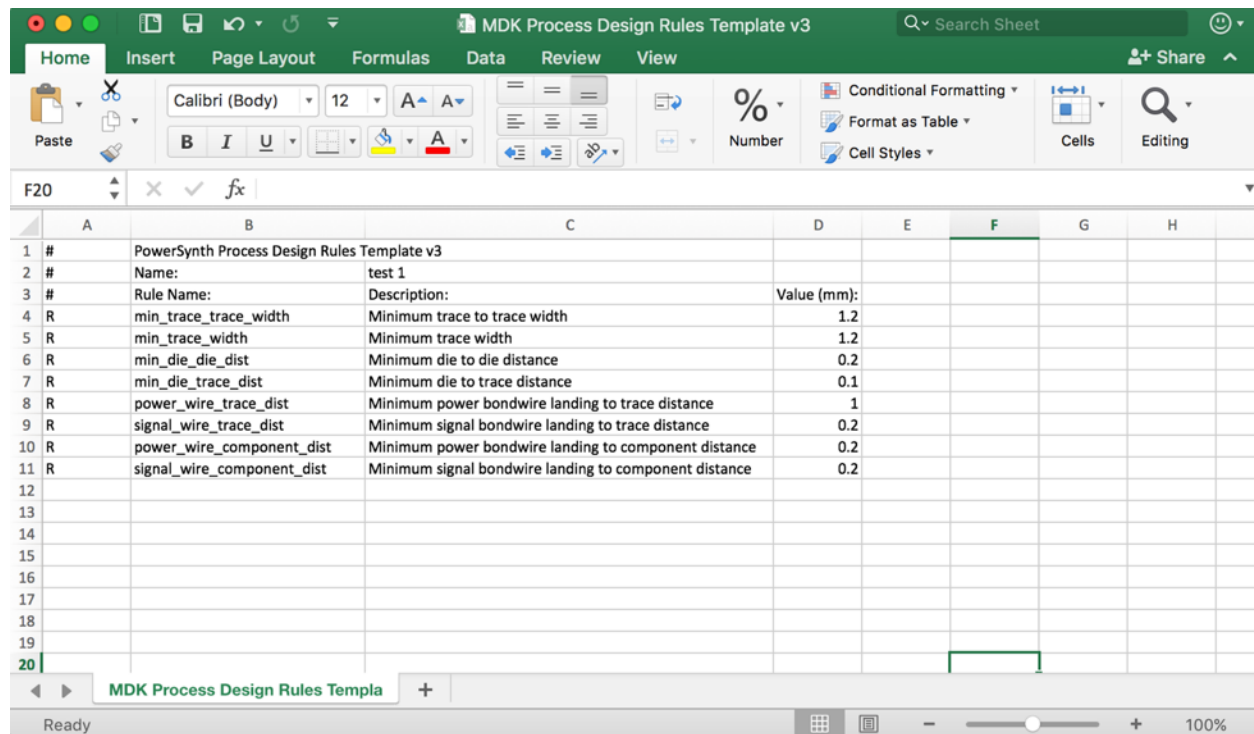 MDK Process Design Rules Template v3
Search Sheet
Home Insert Page Layout Formulas Data Review View Share
Paste
Calibri (Body) 12 A A
B I U A
% Number
Conditional Formatting
Format as Table
Cell Styles
Cells
Editing
F20 fx
A B C D E F G H
1 # PowerSynth Process Design Rules Template v3
2 # Name: test 1
3 # Rule Name: Description: Value (mm):
4 R min_trace_trace_width Minimum trace to trace width 1.2
5 R min_trace_width Minimum trace width 1.2
6 R min_die_die_dist Minimum die to die distance 0.2
7 R min_die_trace_dist Minimum die to trace distance 0.1
8 R power_wire_trace_dist Minimum power bondwire landing to trace distance 1
9 R signal_wire_trace_dist Minimum signal bondwire landing to trace distance 0.2
10 R power_wire_component_dist Minimum power bondwire landing to component distance 0.2
11 R signal_wire_component_dist Minimum signal bondwire landing to component distance 0.2
12
13
14
15
16
17
18
19
20
MDK Process Design Rules Templa +
Ready 100%